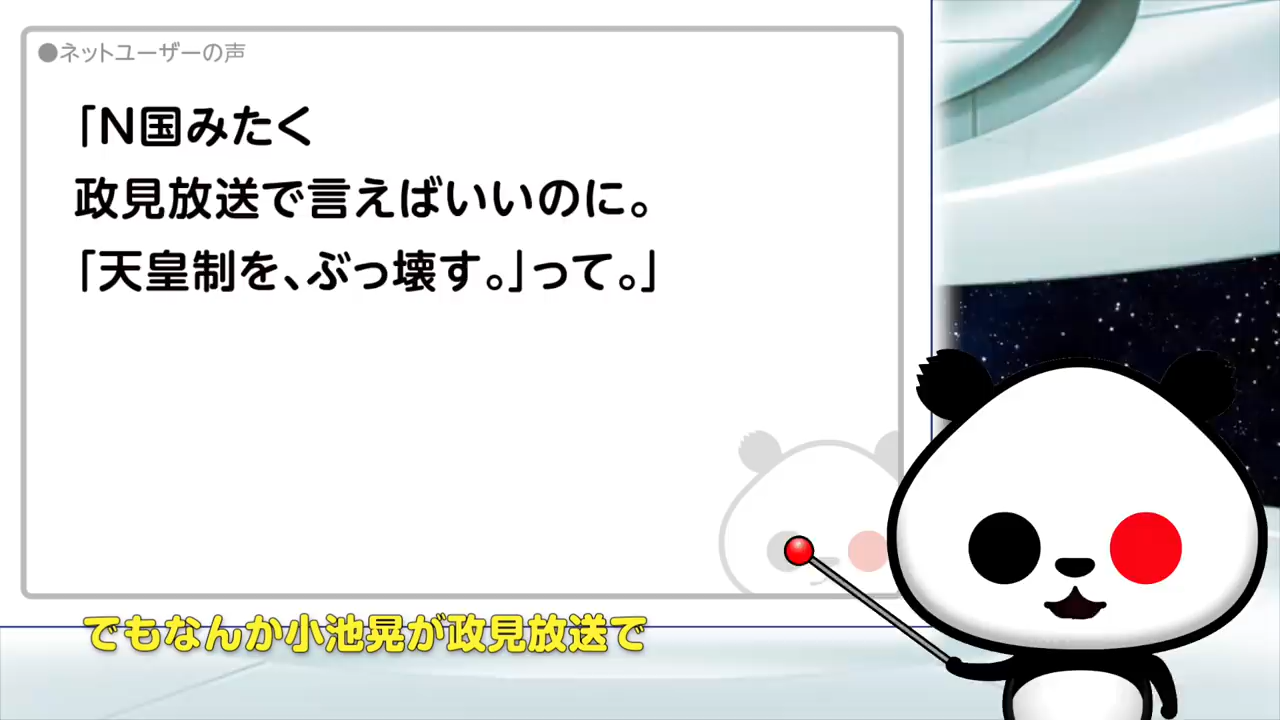 ●ネットユーザーの声
「N国みたく
政見放送で言えばいいのに。
「天皇制を、ぶっ壊す。」って。」
でもなんか小池晃が政見放送で